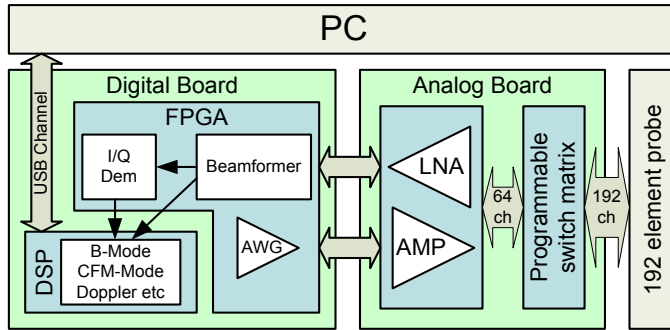 PC
Digital Board
Analog Board
USB Channel
FPGA
I/Q
Dem
Beamformer
AWG
DSP
B-Mode
CFM-Mode
Doppler etc
LNA
AMP
64
ch
Programmable
switch matrix
192
ch
192 element probe